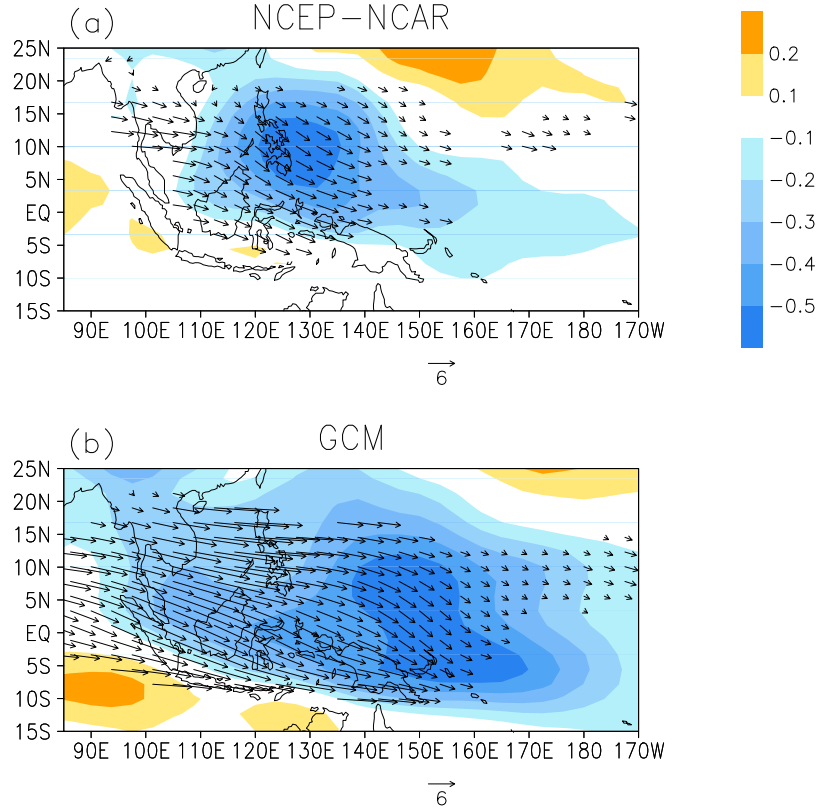 (a) NCEP-NCAR
25N
20N
15N
10N
5N
EQ
5S
10S
15S
90E 100E 110E 120E 130E 140E 150E 160E 170E 180 170W
6
0.2
0.1
-0.1
-0.2
-0.3
-0.4
-0.5
(b) GCM
25N
20N
15N
10N
5N
EQ
5S
10S
15S
90E 100E 110E 120E 130E 140E 150E 160E 170E 180 170W
6